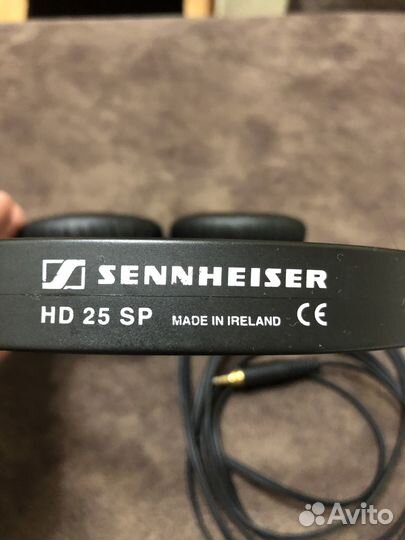 SENNHEISER
HD 25 SP MADE IN IRELAND CE
Avito